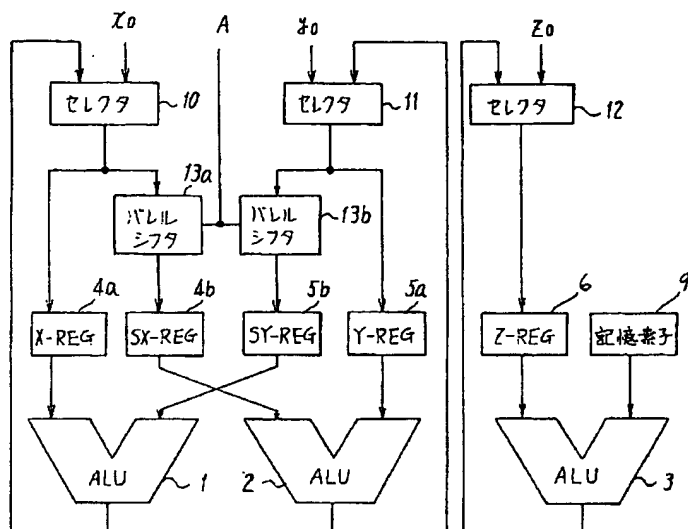 x0 A y0 Z0
セレクタ 10 セレクタ 11 セレクタ 12
13a
バレル シフタ バレル シフタ 13b
4a 4b 5b 5a 6 9
X-REG SX-REG SY-REG Y-REG Z-REG 記憶素子
ALU 1 2 ALU ALU 3